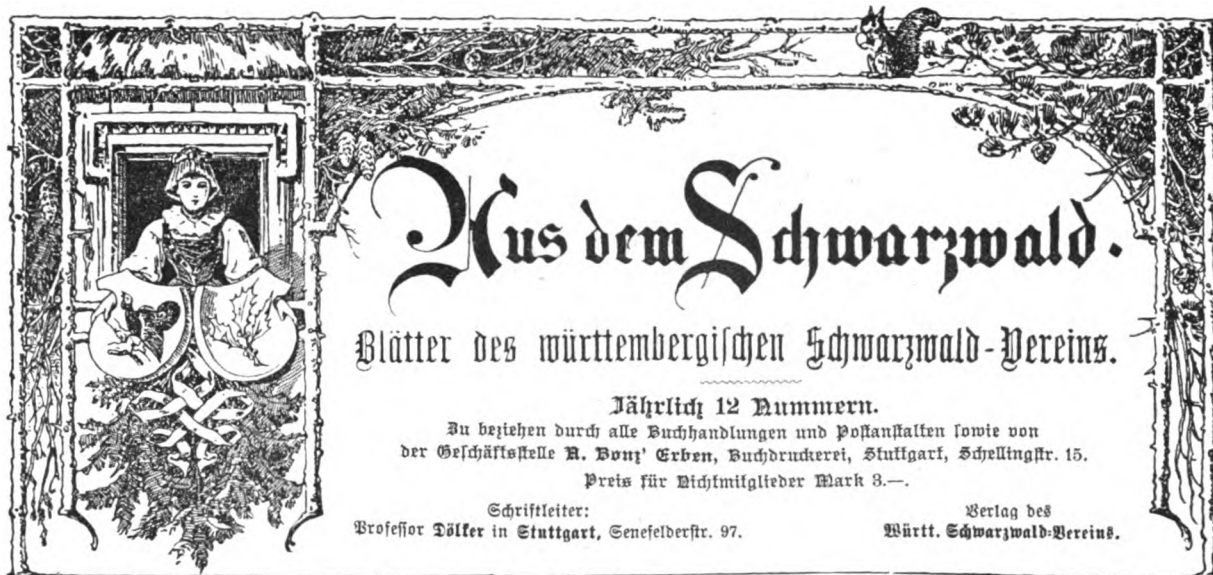 Aus dem Schwarzwald.
Blätter des württembergischen Schwarzwald-Vereins.
Jährlich 12 Nummern.
Zu beziehen durch alle Buchhandlungen und Postanstalten sowie von
der Geschäftsstelle A. Bonz' Erben, Buchdruckerei, Stuttgart, Schellingstr. 15.
Preis für Nichtmitglieder Mark 3.—.
Schriftleiter:
Professor Dölker in Stuttgart, Senefelderstr. 97.
Verlag des
Württ. Schwarzwald-Vereins.